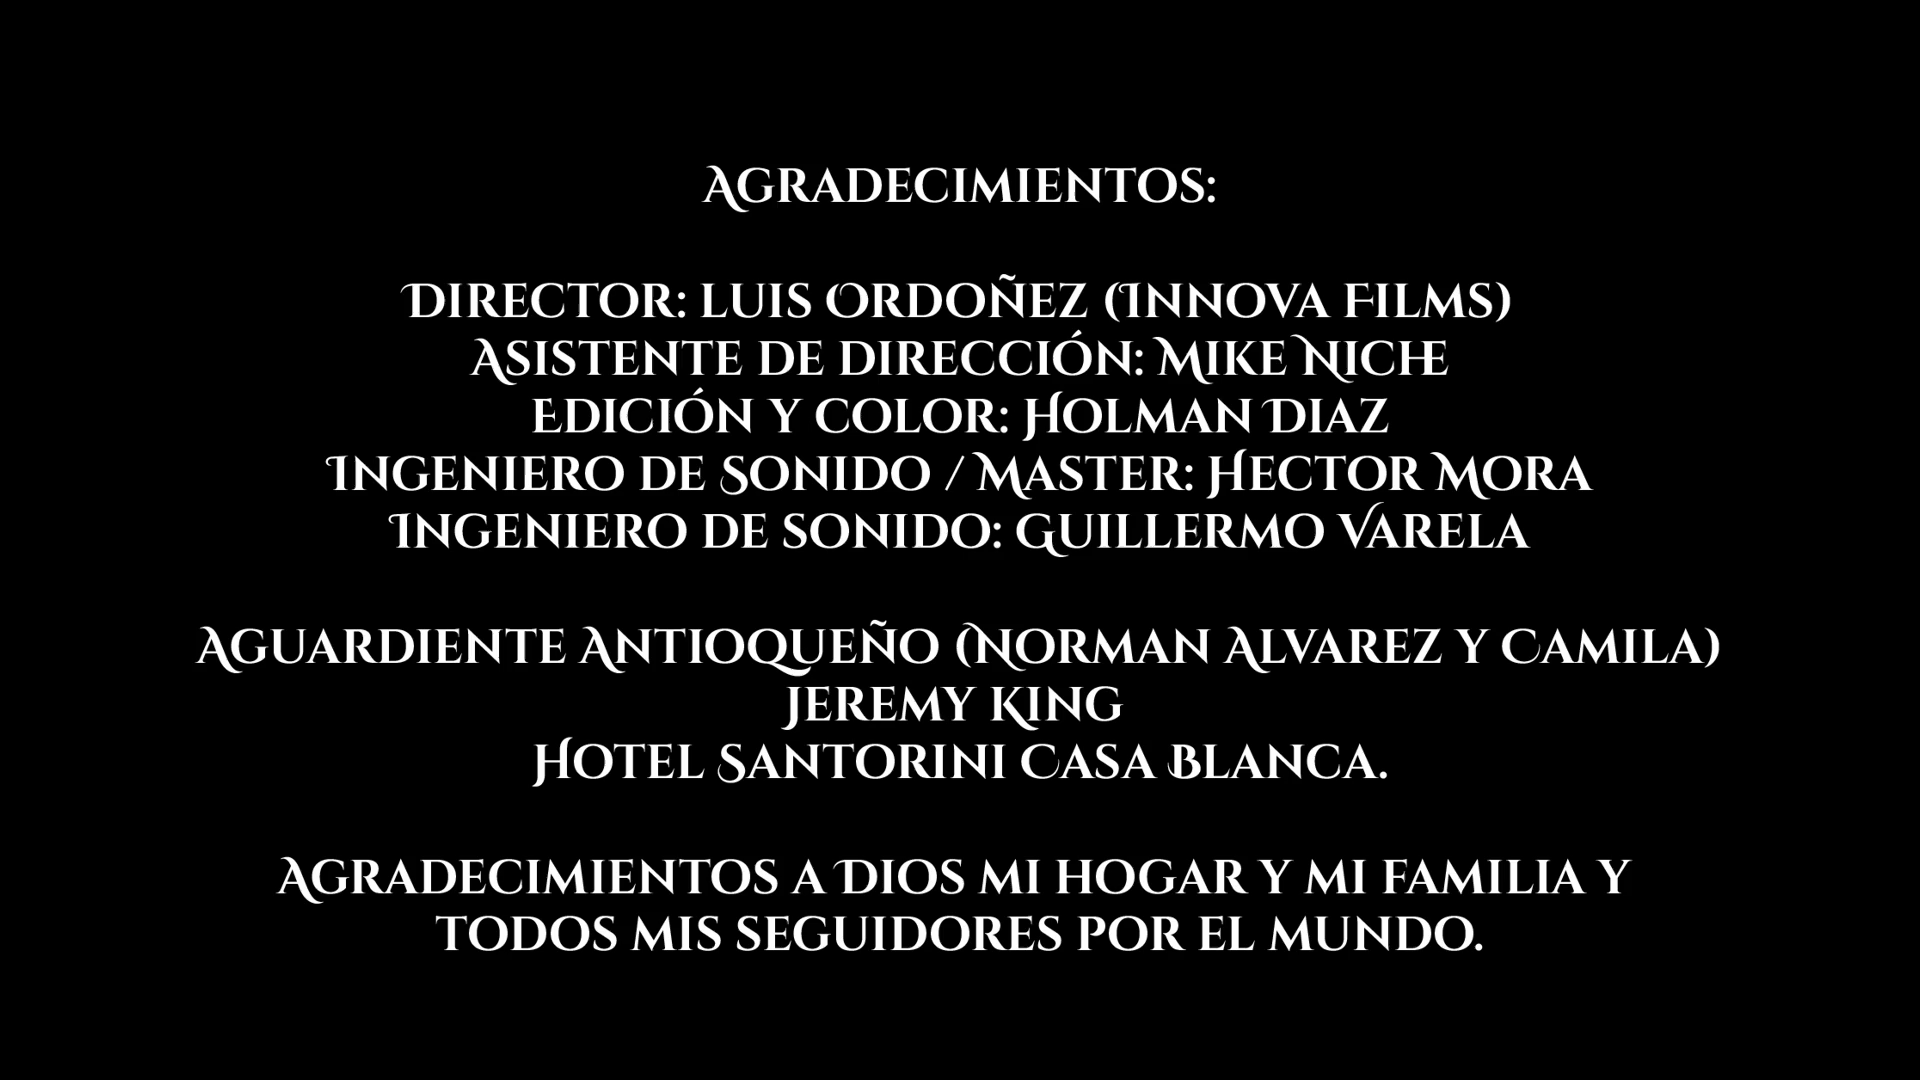 Agradecimientos:
Director: Luis Ordoñez (Innova Films)
Asistente de dirección: Mike Niche
Edición y color: Holman Diaz
Ingeniero de Sonido / Master: Hector Mora
Ingeniero de sonido: Guillermo Varela
Aguardiente Antioqueño (Norman Alvarez y Camila)
Jeremy King
Hotel Santorini Casa Blanca.
Agradecimientos a Dios mi hogar y mi familia y
todos mis seguidores por el mundo.